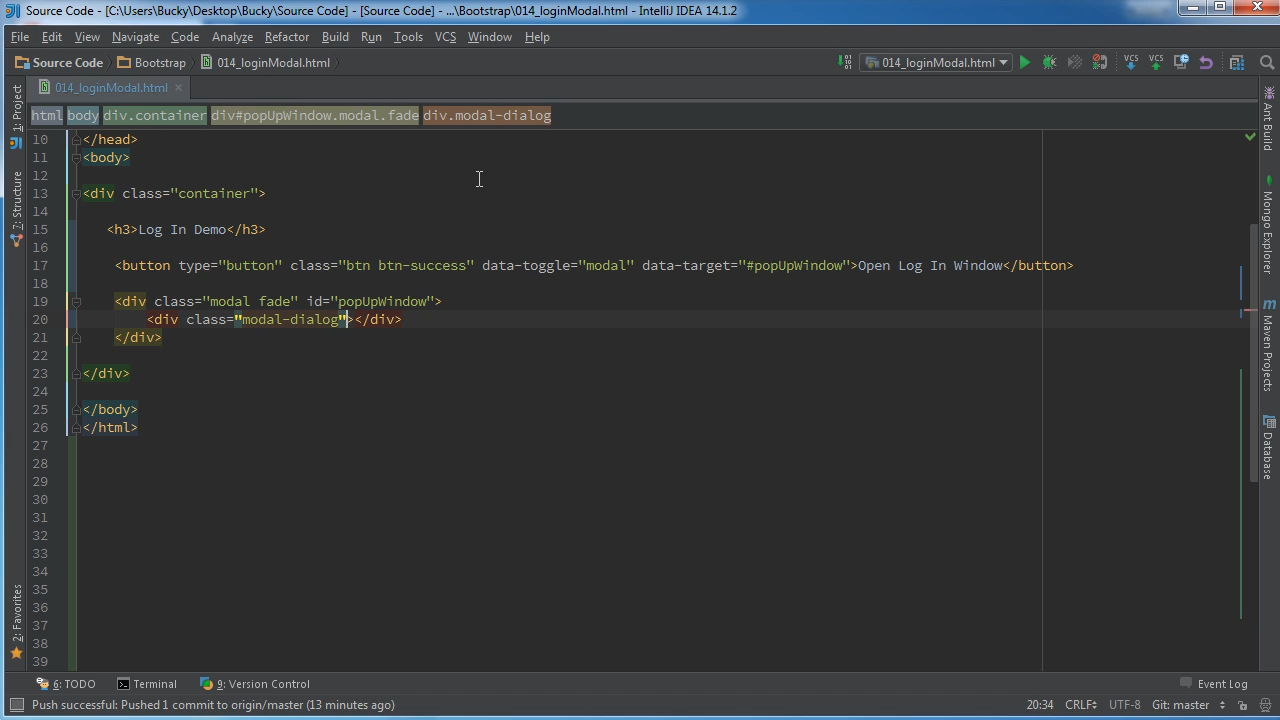 Source Code - [C:\Users\Bucky\Desktop\Bucky\Source Code] - [Source Code] - ...\Bootstrap\014_loginModal.html - IntelliJ IDEA 14.1.2
File Edit View Navigate Code Analyze Refactor Build Run Tools VCS Window Help
Source Code Bootstrap 014_loginModal.html 014_loginModal.html VCS VCS
014_loginModal.html
html body div.container div#popUpWindow.modal.fade div.modal-dialog
10 </head>
11 <body>
12
13 <div class="container">
14
15 <h3>Log In Demo</h3>
16
17 <button type="button" class="btn btn-success" data-toggle="modal" data-target="#popUpWindow">Open Log In Window</button>
18
19 <div class="modal fade" id="popUpWindow">
20 <div class="modal-dialog"></div>
21 </div>
22
23 </div>
24
25 </body>
26 </html>
27
28
29
30
31
32
33
34
35
36
37
38
39
1: Project
7: Structure
2: Favorites
Ant Build
Mongo Explorer
Maven Projects
Database
6: TODO Terminal 9: Version Control Event Log
Push successful: Pushed 1 commit to origin/master (13 minutes ago) 20:34 CRLF UTF-8 Git: master